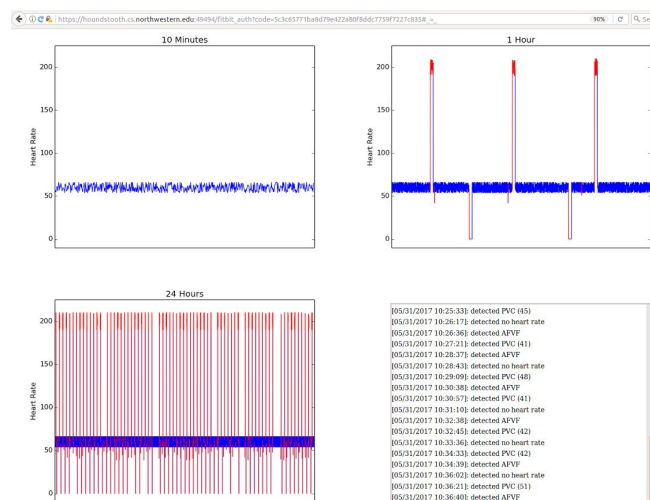 https://houndstooth.cs.northwestern.edu:49494/fitbit_auth?code=5c3c65771ba8d79e422a80f8ddc7759f7227c835#_=_
90%
Se
10 Minutes
200
150
100
50
0
Heart Rate
1 Hour
200
150
100
50
0
Heart Rate
24 Hours
200
150
100
50
0
Heart Rate
[05/31/2017 10:25:33]: detected PVC (45)
[05/31/2017 10:26:17]: detected no heart rate
[05/31/2017 10:26:36]: detected AFVF
[05/31/2017 10:27:21]: detected PVC (41)
[05/31/2017 10:28:37]: detected AFVF
[05/31/2017 10:28:43]: detected no heart rate
[05/31/2017 10:29:09]: detected PVC (48)
[05/31/2017 10:30:38]: detected AFVF
[05/31/2017 10:30:57]: detected PVC (41)
[05/31/2017 10:31:10]: detected no heart rate
[05/31/2017 10:32:38]: detected AFVF
[05/31/2017 10:32:45]: detected PVC (42)
[05/31/2017 10:33:36]: detected no heart rate
[05/31/2017 10:34:33]: detected PVC (42)
[05/31/2017 10:34:39]: detected AFVF
[05/31/2017 10:36:02]: detected no heart rate
[05/31/2017 10:36:21]: detected PVC (51)
[05/31/2017 10:36:40]: detected AFVF